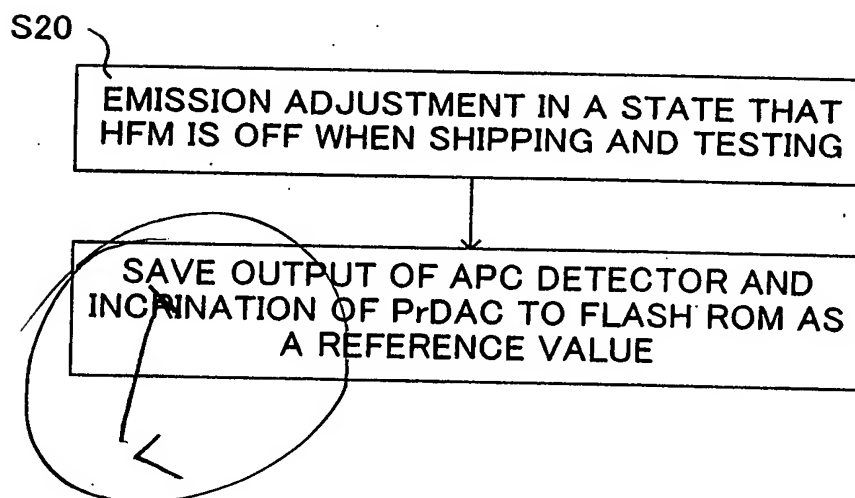 S20
EMISSION ADJUSTMENT IN A STATE THAT
HFM IS OFF WHEN SHIPPING AND TESTING
SAVE OUTPUT OF APC DETECTOR AND
INCRINATION OF PrDAC TO FLASH ROM AS
A REFERENCE VALUE
L